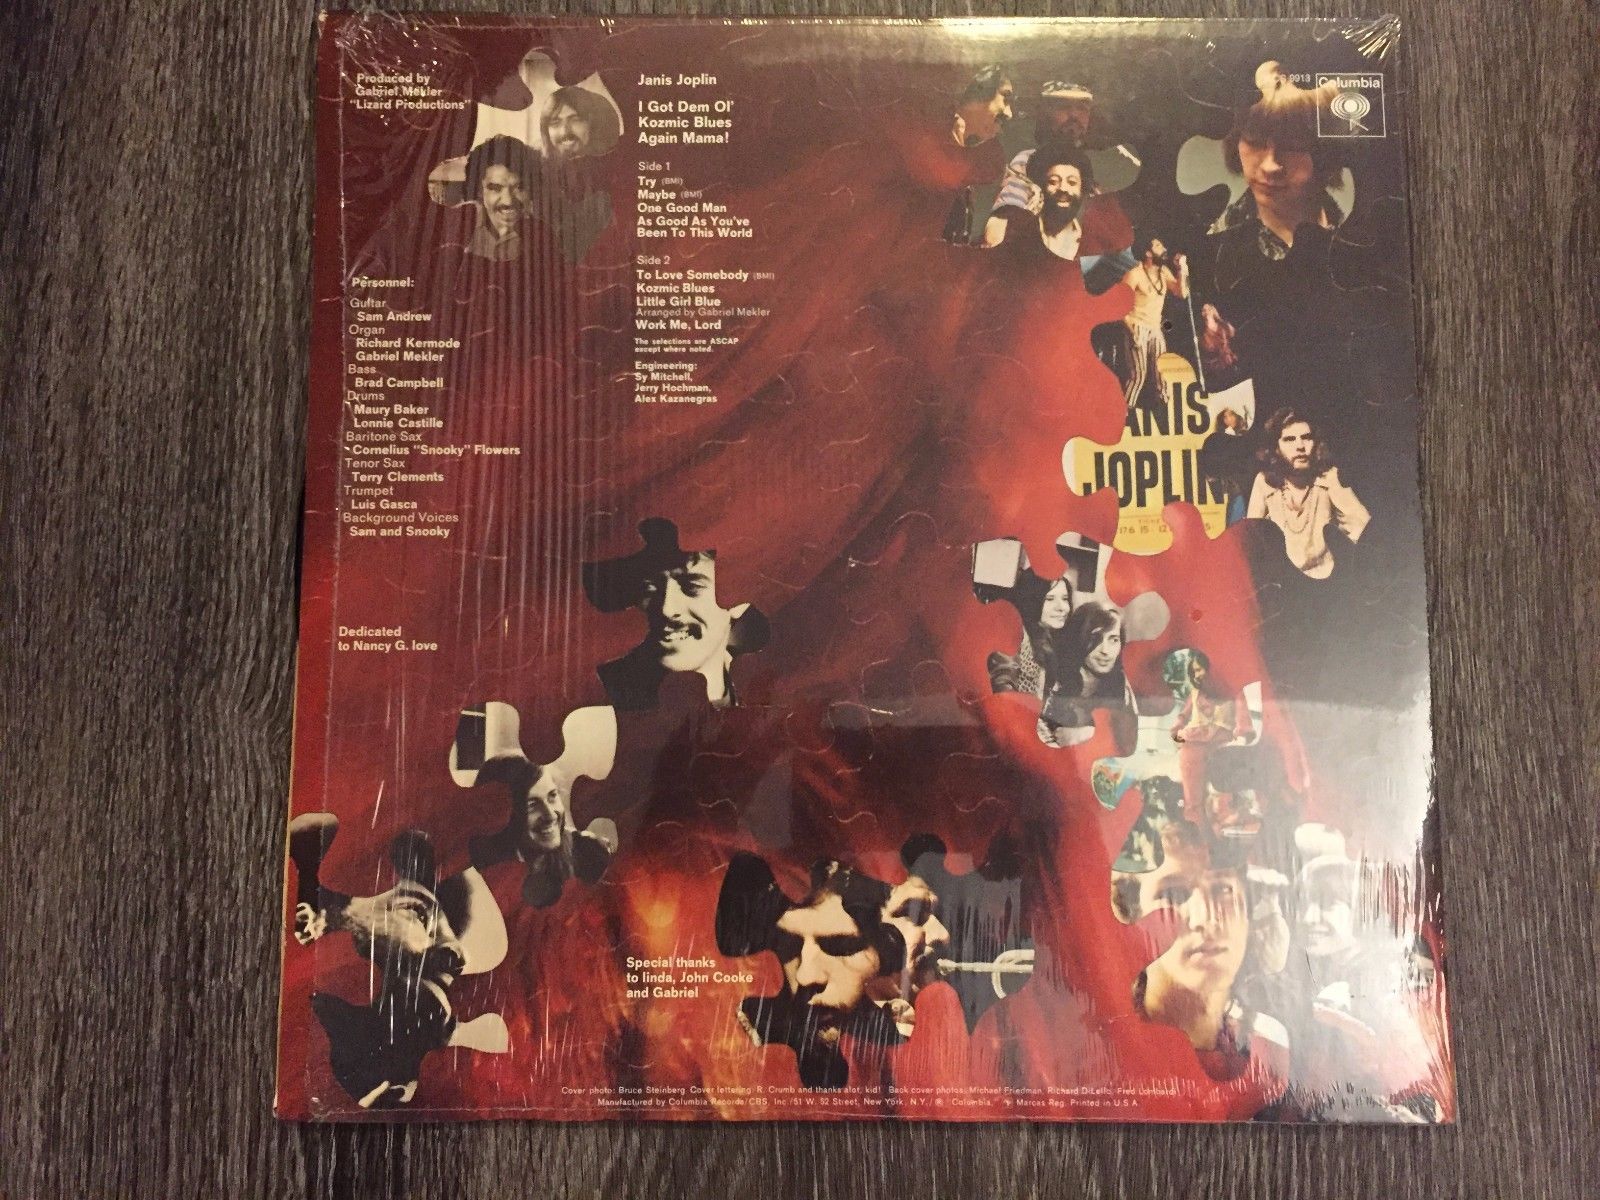 Produced by
Gabriel Mekler
"Lizard Productions"
Personnel:
Guitar
Sam Andrew
Organ
Richard Kermode
Gabriel Mekler
Bass
Brad Campbell
Drums
Maury Baker
Lonnie Castille
Baritone Sax
Cornelius "Snooky" Flowers
Tenor Sax
Terry Clements
Trumpet
Luis Gasca
Background Voices
Sam and Snooky
Dedicated
to Nancy G. love
Janis Joplin
I Got Dem Ol'
Kozmic Blues
Again Mama!
Side 1
Try (BMI)
Maybe (BMI)
One Good Man
As Good As You've
Been To This World
Side 2
To Love Somebody (BMI)
Kozmic Blues
Little Girl Blue
Arranged by Gabriel Mekler
Work Me, Lord
The selections are ASCAP
except where noted.
Engineering:
Sy Mitchell,
Jerry Hochman,
Alex Kazanegras
Special thanks
to linda, John Cooke
and Gabriel
9913
Columbia
ANIS
JOPLIN
Cover photo: Bruce Steinberg Cover lettering: R. Crumb and thanks alot, kid! Back cover photos: Michael Friedman, Richard DiLello, Fred Lombardi
Manufactured by Columbia Records/CBS, Inc./51 W. 52 Street, New York, N.Y./® Columbia, Marcas Reg. Printed in U.S.A.